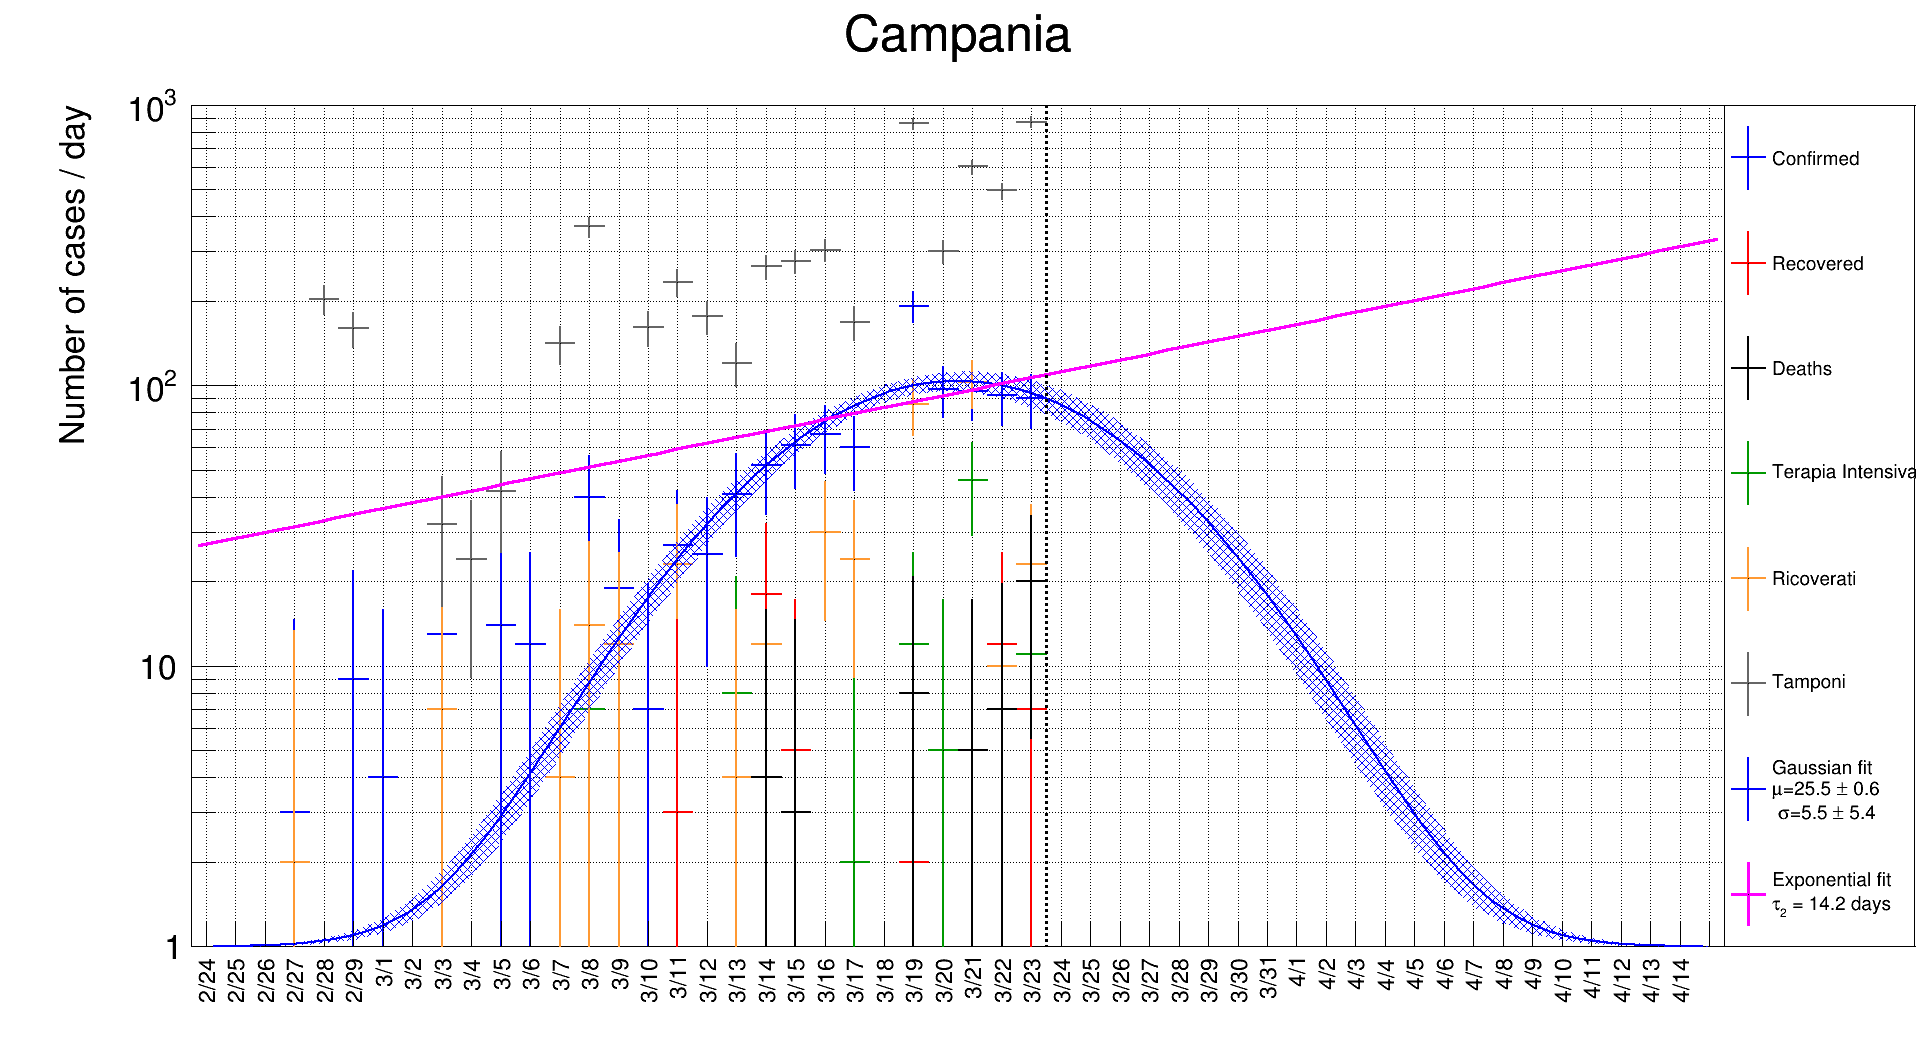 Campania
Number of cases / day
10³
10²
10
1
2/24 2/25 2/26 2/27 2/28 2/29 3/1 3/2 3/3 3/4 3/5 3/6 3/7 3/8 3/9 3/10 3/11 3/12 3/13 3/14 3/15 3/16 3/17 3/18 3/19 3/20 3/21 3/22 3/23 3/24 3/25 3/26 3/27 3/28 3/29 3/30 3/31 4/1 4/2 4/3 4/4 4/5 4/6 4/7 4/8 4/9 4/10 4/11 4/12 4/13 4/14
Confirmed
Recovered
Deaths
Terapia Intensiva
Ricoverati
Tamponi
Gaussian fit
μ=25.5 ± 0.6
σ=5.5 ± 5.4
Exponential fit
τ₂ = 14.2 days